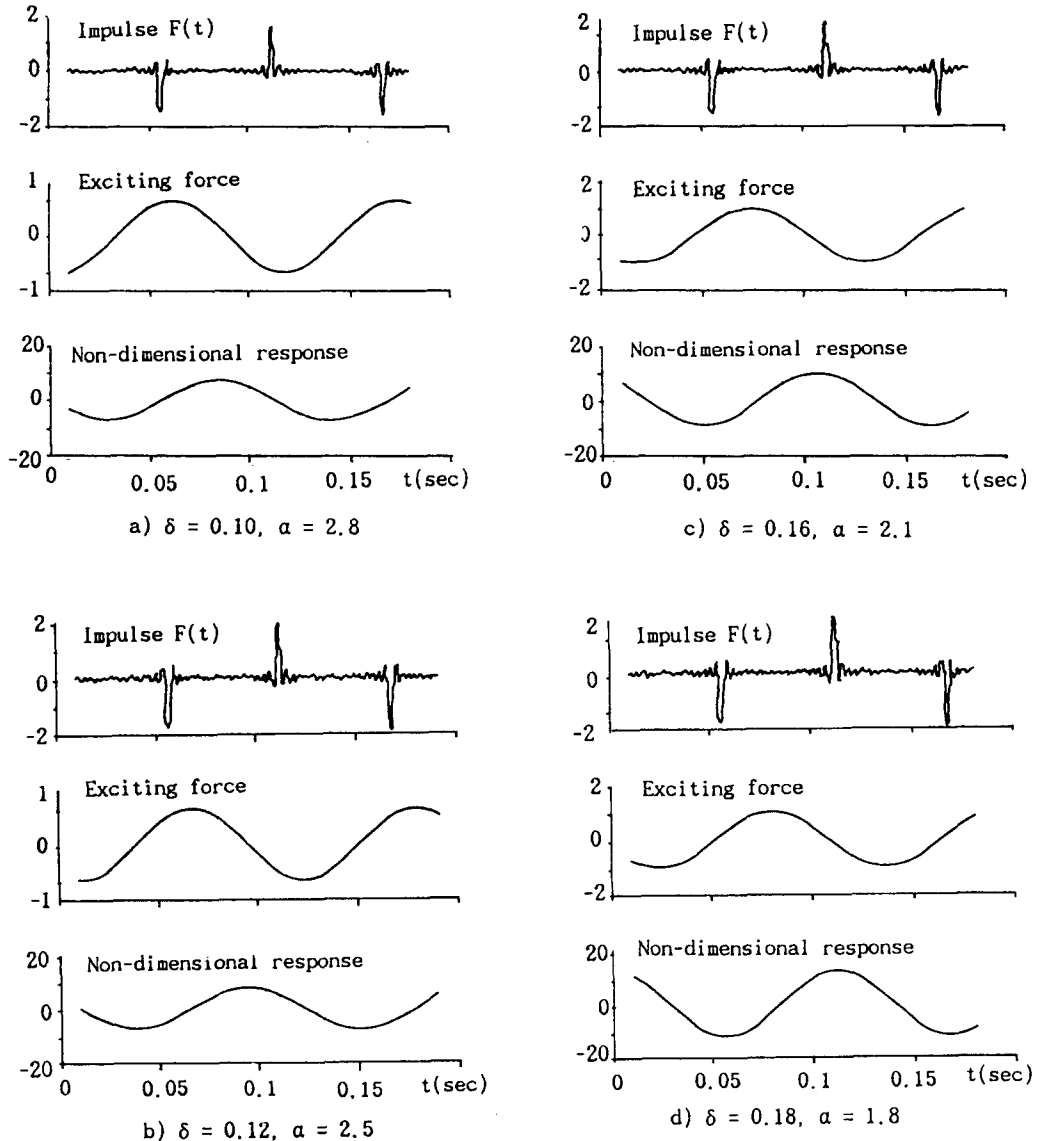 2
Impulse F(t)
0
-2
1
Exciting force
0
-1
20
Non-dimensional response
0
-20
0 0.05 0.1 0.15 t(sec)
a) δ = 0.10, α = 2.8
2
Impulse F(t)
0
-2
2
Exciting force
0
-2
20
Non-dimensional response
0
-20
0 0.05 0.1 0.15 t(sec)
c) δ = 0.16, α = 2.1
2
Impulse F(t)
0
-2
1
Exciting force
0
-1
20
Non-dimensional response
0
-20
0 0.05 0.1 0.15 t(sec)
b) δ = 0.12, α = 2.5
2
Impulse F(t)
0
-2
2
Exciting force
0
-2
20
Non-dimensional response
0
-20
0 0.05 0.1 0.15 t(sec)
d) δ = 0.18, α = 1.8